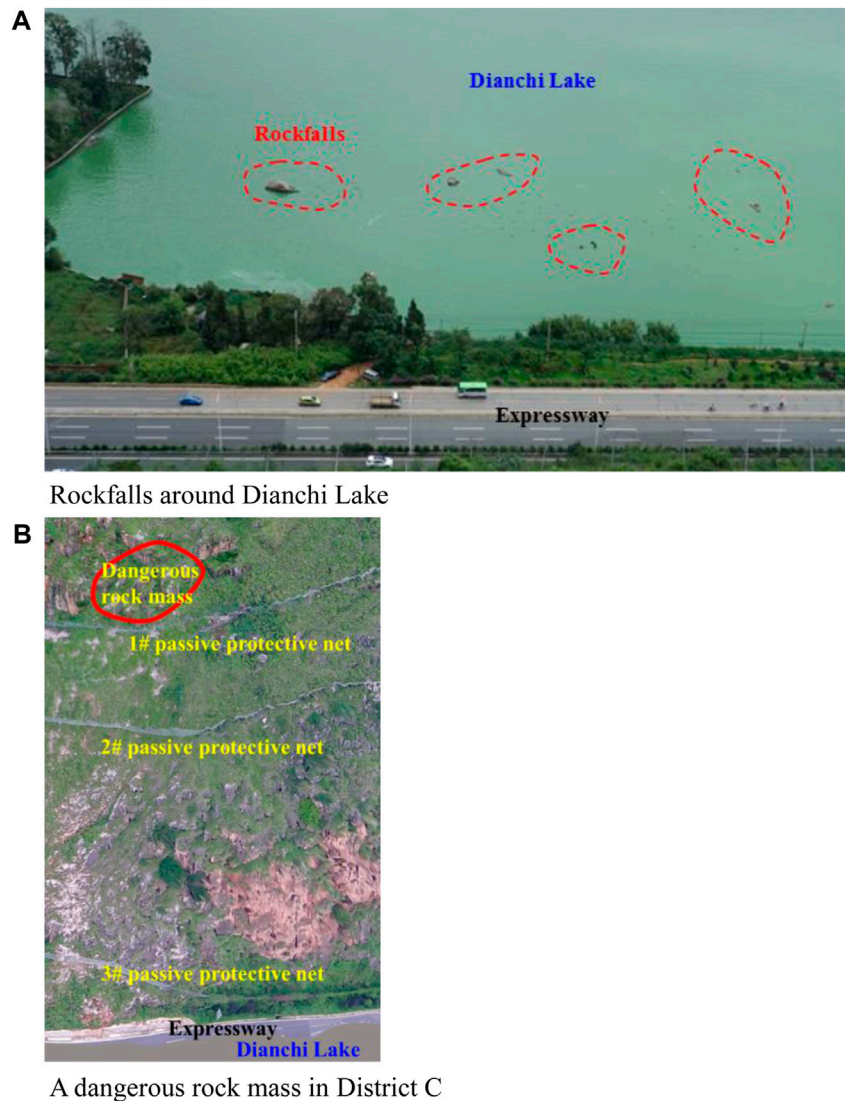 A
Dianchi Lake
Rockfalls
Expressway
Rockfalls around Dianchi Lake
B
Dangerous
rock mass
1# passive protective net
2# passive protective net
3# passive protective net
Expressway
Dianchi Lake
A dangerous rock mass in District C